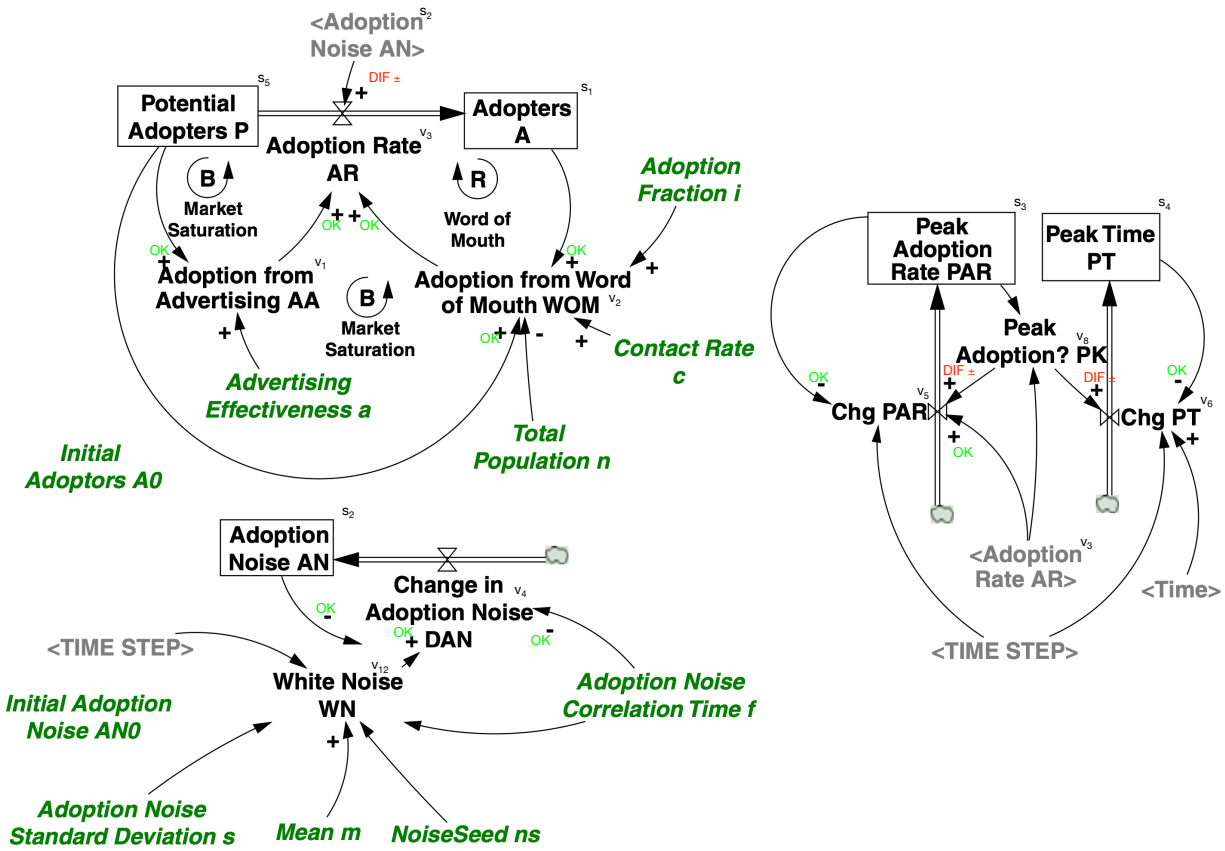 <Adoption s2
Noise AN>
DIF ±
+
s5
Potential
Adopters P
s1
Adopters
A
Adoption Rate v3
AR
B
Market
Saturation
R
Word of
Mouth
Adoption
Fraction i
+ +
OK OK
OK
+
Adoption from v1
Advertising AA
B
Market
Saturation
OK
+
+
Adoption from Word
of Mouth WOM v2
+
OK +
-
+
Advertising
Effectiveness a
Contact Rate
c
Total
Population n
Initial
Adoptors A0
s3
Peak
Adoption
Rate PAR
s4
Peak Time
PT
Peak
Adoption? PK
v8
OK
-
DIF ±
+
DIF ±
+
OK
-
Chg PAR v5
Chg PT v6
+
+
OK
<Adoption v3
Rate AR>
<Time>
<TIME STEP>
s2
Adoption
Noise AN
Change in
Adoption Noise v4
DAN
OK
-
OK
+
OK -
<TIME STEP>
v12
White Noise
WN
+
Initial Adoption
Noise AN0
Adoption Noise
Correlation Time f
Adoption Noise
Standard Deviation s
Mean m
NoiseSeed ns